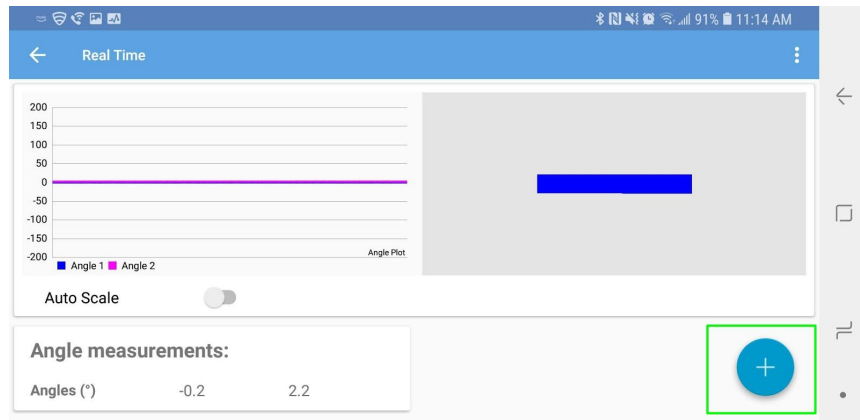 91% 11:14 AM
Real Time
200
150
100
50
0
-50
-100
-150
-200
Angle Plot
Angle 1 Angle 2
Auto Scale
Angle measurements:
Angles (°) -0.2 2.2